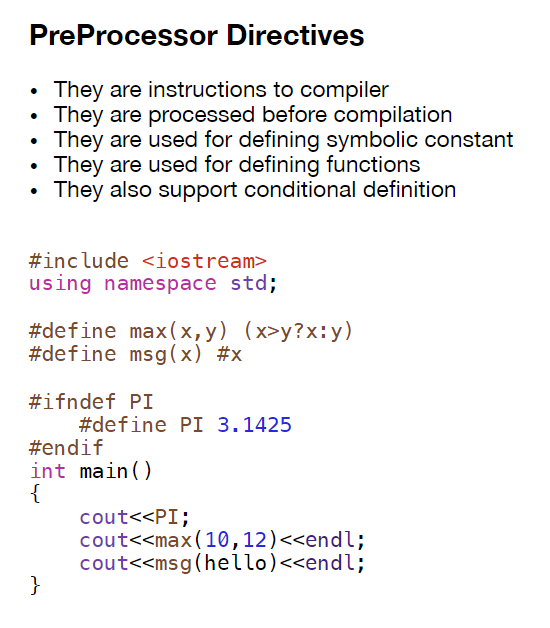 PreProcessor Directives
• They are instructions to compiler
• They are processed before compilation
• They are used for defining symbolic constant
• They are used for defining functions
• They also support conditional definition
#include <iostream>
using namespace std;
#define max(x,y) (x>y?x:y)
#define msg(x) #x
#ifndef PI
    #define PI 3.1425
#endif
int main()
{
    cout<<PI;
    cout<<max(10,12)<<endl;
    cout<<msg(hello)<<endl;
}